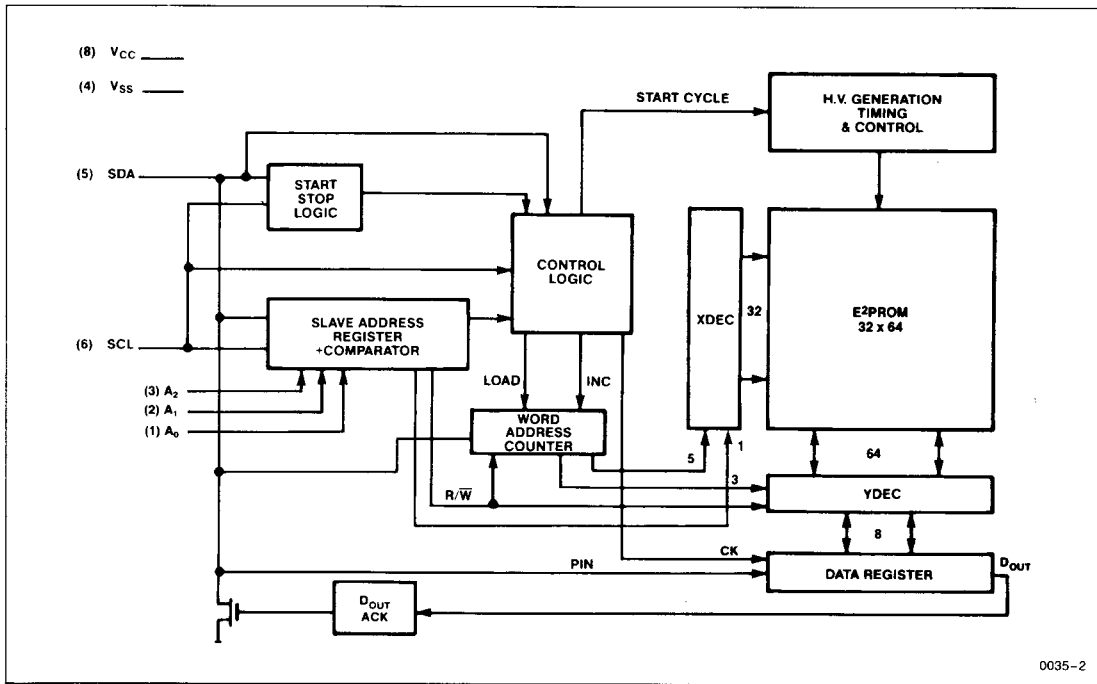 (8) VCC
(4) VSS
START CYCLE
H.V. GENERATION
TIMING
& CONTROL
(5) SDA
START
STOP
LOGIC
CONTROL
LOGIC
XDEC
32
E²PROM
32 x 64
SLAVE ADDRESS
REGISTER
+COMPARATOR
(6) SCL
LOAD
INC
(3) A₂
(2) A₁
(1) A₀
WORD
ADDRESS
COUNTER
1
5
64
3
R/W̅
YDEC
8
CK
PIN
DATA REGISTER
DOUT
DOUT
ACK
0035-2